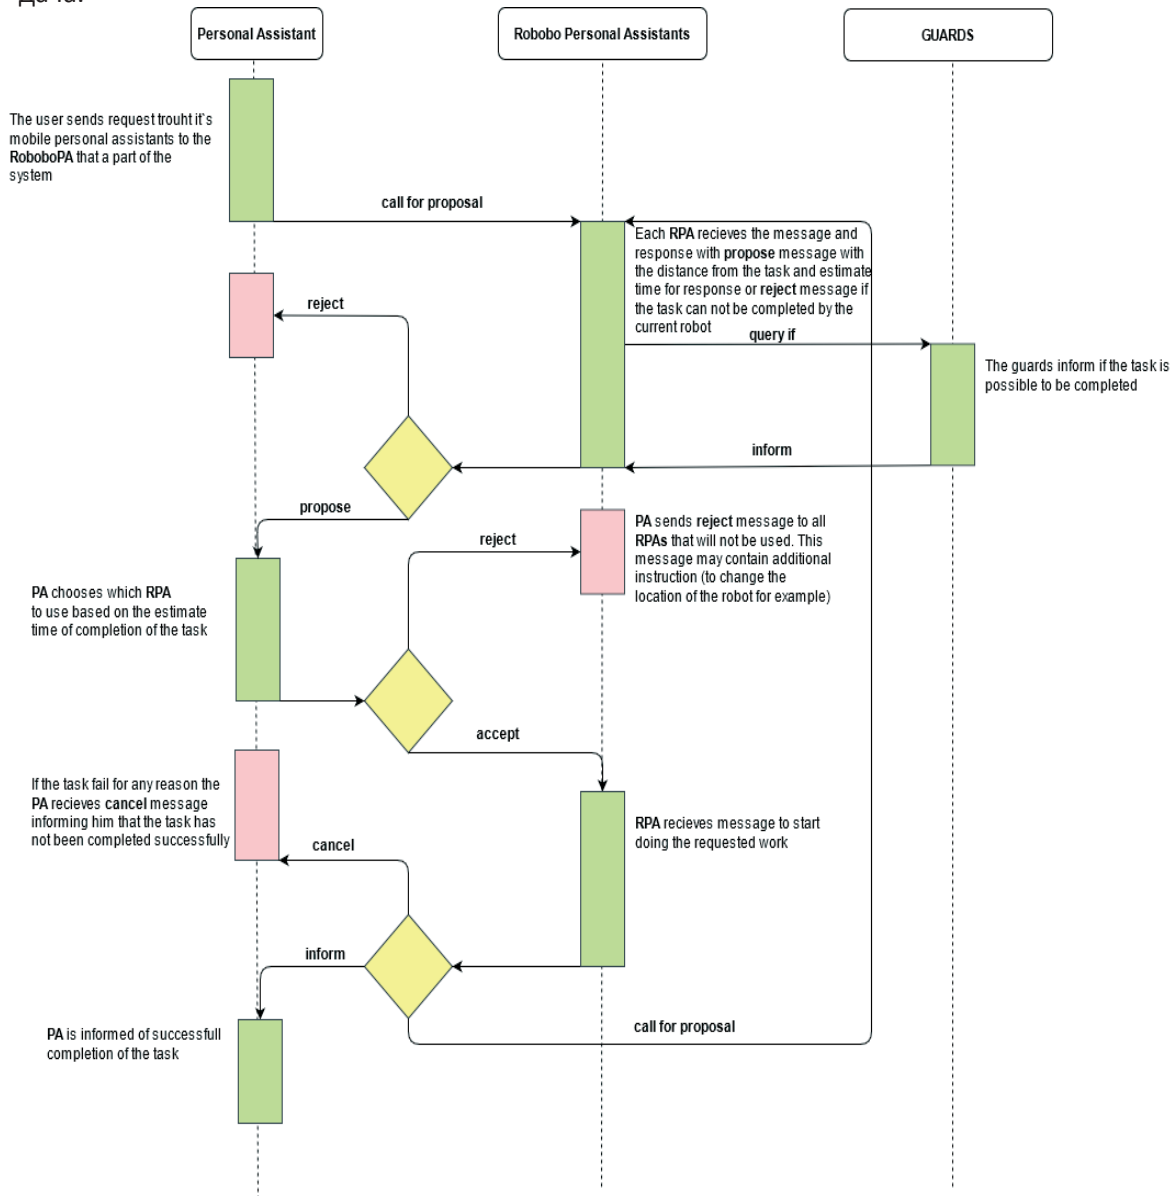 дача.
Personal Assistant
Robobo Personal Assistants
GUARDS
The user sends request trouht it`s
mobile personal assistants to the
RoboboPA that a part of the
system
call for proposal
Each RPA recieves the message and
response with propose message with
the distance from the task and estimate
time for response or reject message if
the task can not be completed by the
current robot
reject
query if
The guards inform if the task is
possible to be completed
inform
propose
reject
PA sends reject message to all
RPAs that will not be used. This
message may contain additional
instruction (to change the
location of the robot for example)
PA chooses which RPA
to use based on the estimate
time of completion of the task
accept
If the task fail for any reason the
PA recieves cancel message
informing him that the task has
not been completed successfully
RPA recieves message to start
doing the requested work
cancel
inform
call for proposal
PA is informed of successfull
completion of the task